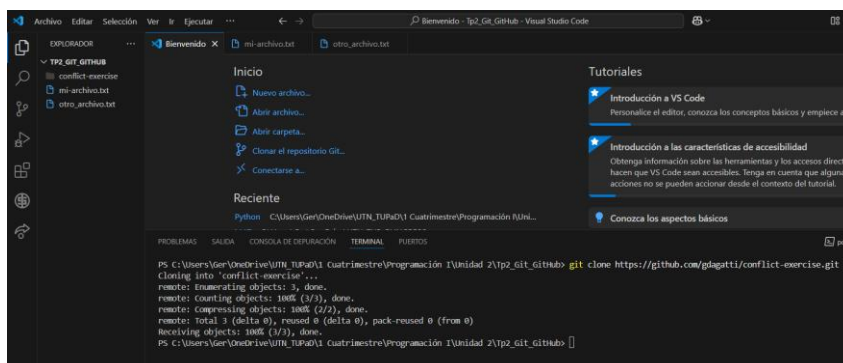 Archivo Editar Selección Ver Ir Ejecutar ... Bienvenido - Tp2_Git_GitHub - Visual Studio Code
EXPLORADOR ...
Bienvenido mi-archivo.txt otro_archivo.txt
TP2_GIT_GITHUB
conflict-exercise
mi-archivo.txt
otro_archivo.txt
Inicio
Nuevo archivo...
Abrir archivo...
Abrir carpeta...
Clonar el repositorio Git...
Conectarse a...
Reciente
Python C:\Users\Ger\OneDrive\UTN_TUPaD\1 Cuatrimestre\Programación I\Uni...
Tutoriales
Introducción a VS Code
Personalice el editor, conozca los conceptos básicos y empiece a
Introducción a las características de accesibilidad
Obtenga información sobre las herramientas y los accesos direct
hacen que VS Code sean accesibles. Tenga en cuenta que alguna
acciones no se pueden accionar desde el contexto del tutorial.
Conozca los aspectos básicos
PROBLEMAS SALIDA CONSOLA DE DEPURACIÓN TERMINAL PUERTOS
PS C:\Users\Ger\OneDrive\UTN_TUPaD\1 Cuatrimestre\Programación I\Unidad 2\Tp2_Git_GitHub> git clone https://github.com/gdagatti/conflict-exercise.git
Cloning into 'conflict-exercise'...
remote: Enumerating objects: 3, done.
remote: Counting objects: 100% (3/3), done.
remote: Compressing objects: 100% (2/2), done.
remote: Total 3 (delta 0), reused 0 (delta 0), pack-reused 0 (from 0)
Receiving objects: 100% (3/3), done.
PS C:\Users\Ger\OneDrive\UTN_TUPaD\1 Cuatrimestre\Programación I\Unidad 2\Tp2_Git_GitHub>